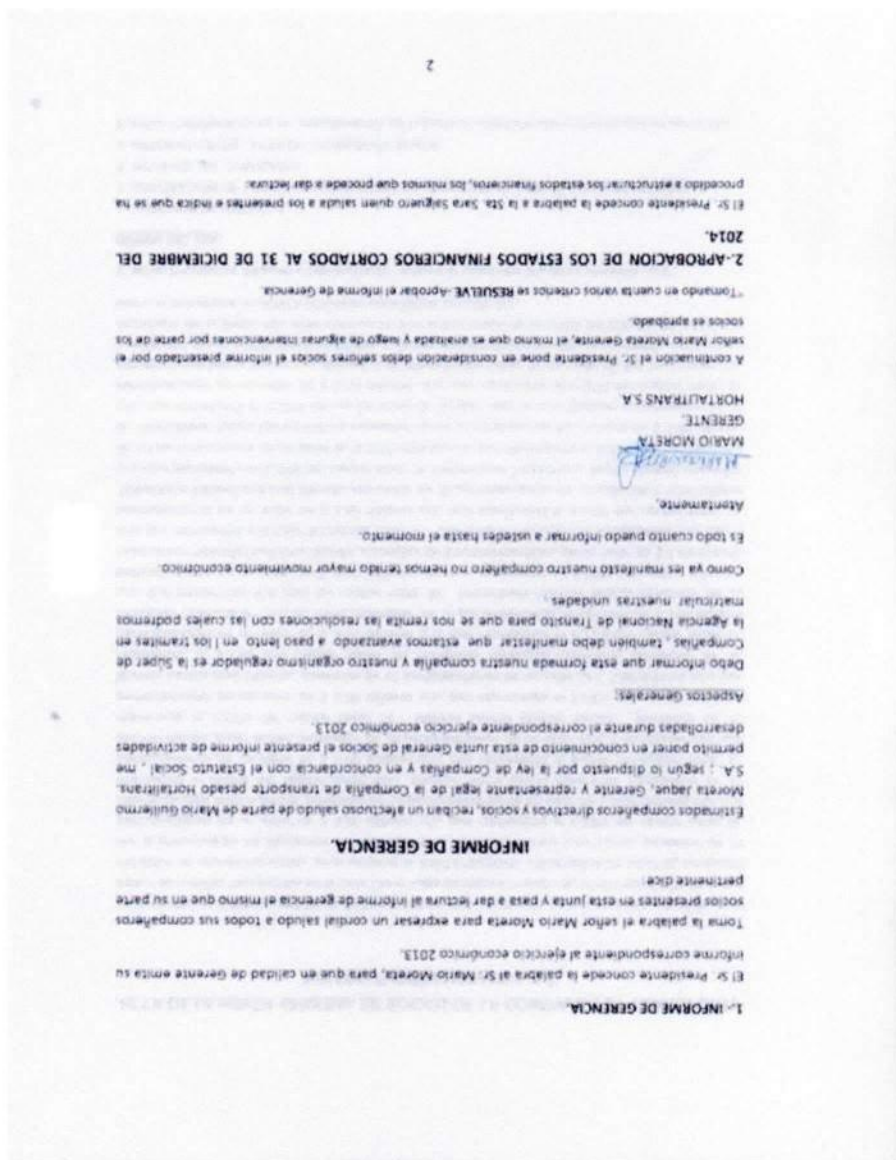 1.- INFORME DE GERENCIA.
El Sr. Presidente concede la palabra al Sr. Mario Moreta, para que en calidad de Gerente emita su
informe correspondiente al ejercicio económico 2013.
Toma la palabra el señor Mario Moreta para expresar un cordial saludo a todos sus compañeros
socios presentes en esta junta y pasa a dar lectura al informe de gerencia el mismo que en su parte
pertinente dice:
INFORME DE GERENCIA.
Estimados compañeros directivos y socios, reciban un afectuoso saludo de parte de Mario Guillermo
Moreta Jaque, Gerente y representante legal de la Compañía de transporte pesado Hortalitrans.
S.A. ; según lo dispuesto por la ley de Compañías y en concordancia con el Estatuto Social , me
permito poner en conocimiento de esta Junta General de Socios el presente informe de actividades
desarrolladas durante el correspondiente ejercicio económico 2013.
Aspectos Generales:
Debo informar que esta formada nuestra compañía y nuestro organismo regulador es la Super de
Compañías , también debo manifestar que estamos avanzando a paso lento en l los tramites en
la Agencia Nacional de Transito para que se nos remita las resoluciones con las cuales podremos
matricular nuestras unidades ,
Como ya les manifestó nuestro compañero no hemos tenido mayor movimiento económico.
Es todo cuanto puedo informar a ustedes hasta el momento.
Atentamente,
MARIO MORETA
GERENTE.
HORTAUTRANS S.A
A continuación el Sr. Presidente pone en consideración delos señores socios el informe presentado por el
señor Mario Moreta Gerente, el mismo que es analizada y luego de algunas intervenciones por parte de los
socios es aprobado.
"Tomando en cuenta varios criterios se RESUELVE -Aprobar el informe de Gerencia.
2.-APROBACION DE LOS ESTADOS FINANCIEROS CORTADOS AL 31 DE DICIEMBRE DEL
2014.
El Sr. Presidente concede la palabra a la Sta. Sara Salguero quien saluda a los presentes e indica que se ha
procedido a estructurar los estados financieros, los mismos que procede a dar lectura:
2